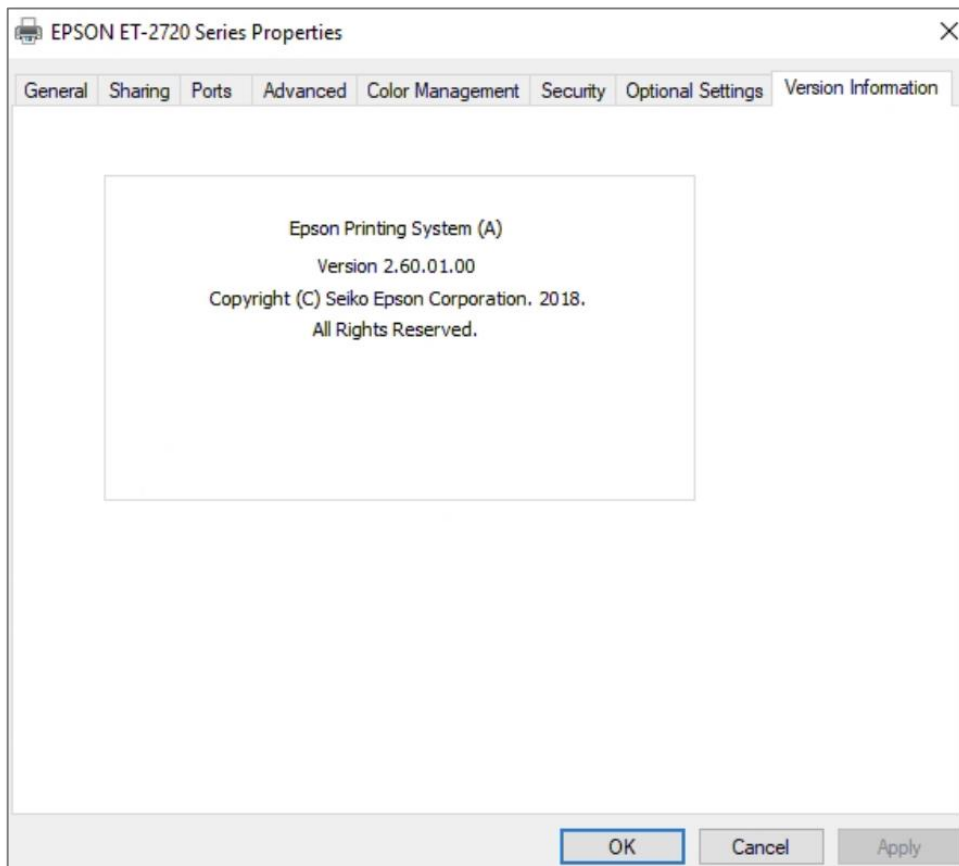 EPSON ET-2720 Series Properties
General Sharing Ports Advanced Color Management Security Optional Settings Version Information
Epson Printing System (A)
Version 2.60.01.00
Copyright (C) Seiko Epson Corporation. 2018.
All Rights Reserved.
OK Cancel Apply